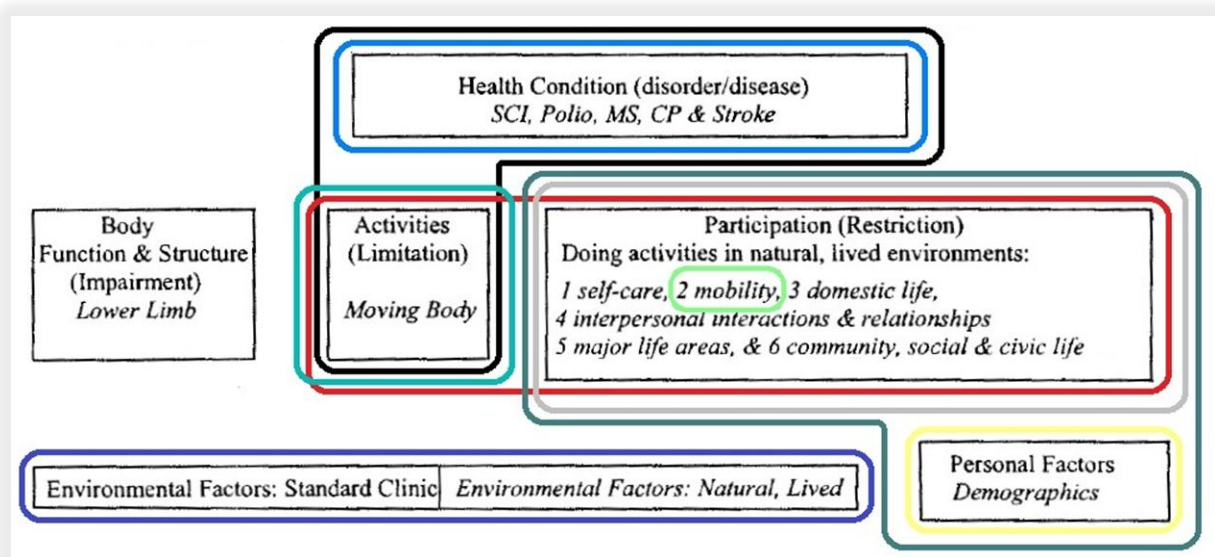 Health Condition (disorder/disease)
SCI, Polio, MS, CP & Stroke
Body
Function & Structure
(Impairment)
Lower Limb
Activities
(Limitation)
Moving Body
Participation (Restriction)
Doing activities in natural, lived environments:
1 self-care, 2 mobility, 3 domestic life,
4 interpersonal interactions & relationships
5 major life areas, & 6 community, social & civic life
Environmental Factors: Standard Clinic
Environmental Factors: Natural, Lived
Personal Factors
Demographics